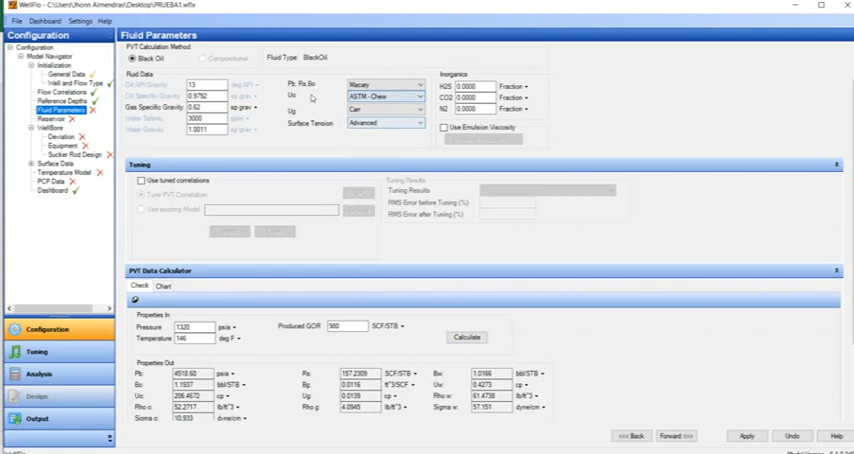 WellFlo - C:\Users\Jhonn Almendras\Desktop\PRUEBA1.wflx
File Dashboard Settings Help
Configuration
Configuration
Model Navigator
Initialization
General Data
Well and Flow Type
Flow Correlations
Reference Depths
Fluid Parameters
Reservoir
WellBore
Deviation
Equipment
Sucker Rod Design
Surface Data
Temperature Model
PCP Data
Dashboard
Configuration
Tuning
Analysis
Design
Output
Fluid Parameters
PVT Calculation Method
Black Oil Compositional Fluid Type: BlackOil
Fluid Data
Oil API Gravity 13 deg API
Oil Specific Gravity 0.9792 sp grav
Gas Specific Gravity 0.62 sp grav
Water Salinity 3000 ppm
Water Gravity 1.0011 sp grav
Pb, Rs,Bo Macary
Uo ASTM - Chew
Ug Carr
Surface Tension Advanced
Inorganics
H2S 0.0000 Fraction
CO2 0.0000 Fraction
N2 0.0000 Fraction
Use Emulsion Viscosity
Tuning
Use tuned correlations
Tune PVT Correlation
Use existing Model
Tuning Results
Tuning Results
RMS Error before Tuning (%)
RMS Error after Tuning (%)
PVT Data Calculator
Check Chart
Properties In
Pressure 1320 psia Produced GOR 980 SCF/STB
Temperature 146 deg F Calculate
Properties Out
Pb: 4518.60 psia Rs: 157.2309 SCF/STB Bw: 1.0166 bbl/STB
Bo: 1.1937 bbl/STB Bg: 0.0116 ft^3/SCF Uw: 0.4273 cp
Uo: 206.4672 cp Ug: 0.0139 cp Rho w: 61.4738 lb/ft^3
Rho o: 52.2717 lb/ft^3 Rho g: 4.0945 lb/ft^3 Sigma w: 57.151 dyne/cm
Sigma o: 10.933 dyne/cm
<<< Back Forward >>> Apply Undo Help